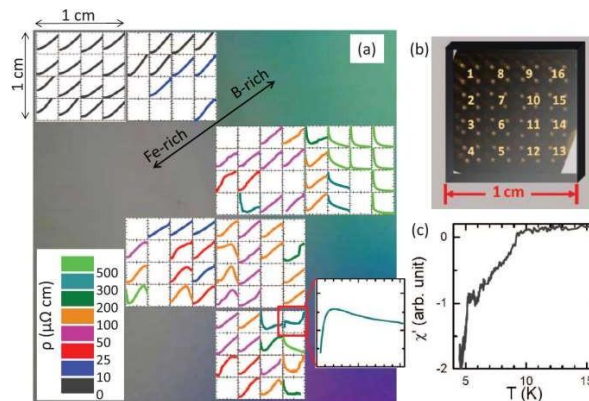 1 cm
(a)
1 cm
B-rich
Fe-rich
ρ (μΩ cm)
500
300
200
100
50
25
10
0
(b)
1 8 9 16
2 7 10 15
3 6 11 14
4 5 12 13
1 cm
(c)
χ' (arb. unit)
0
-1
-2
5 10 15
T (K)